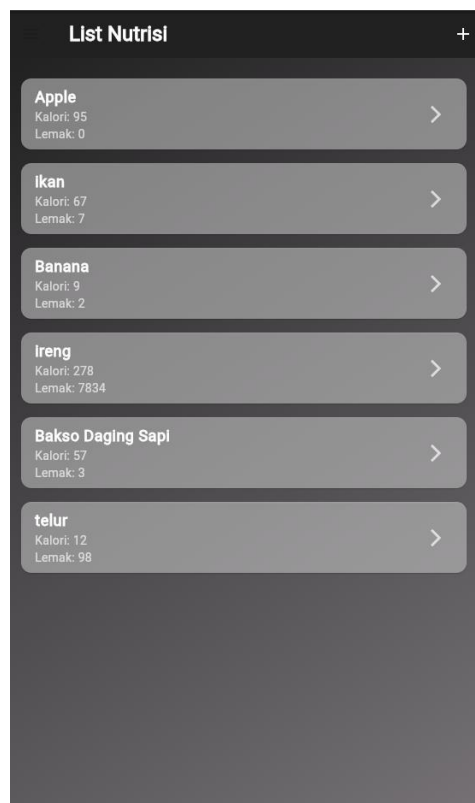 List Nutrisi
Apple
Kalori: 95
Lemak: 0
ikan
Kalori: 67
Lemak: 7
Banana
Kalori: 9
Lemak: 2
Ireng
Kalori: 278
Lemak: 7834
Bakso Daging Sapi
Kalori: 57
Lemak: 3
telur
Kalori: 12
Lemak: 98